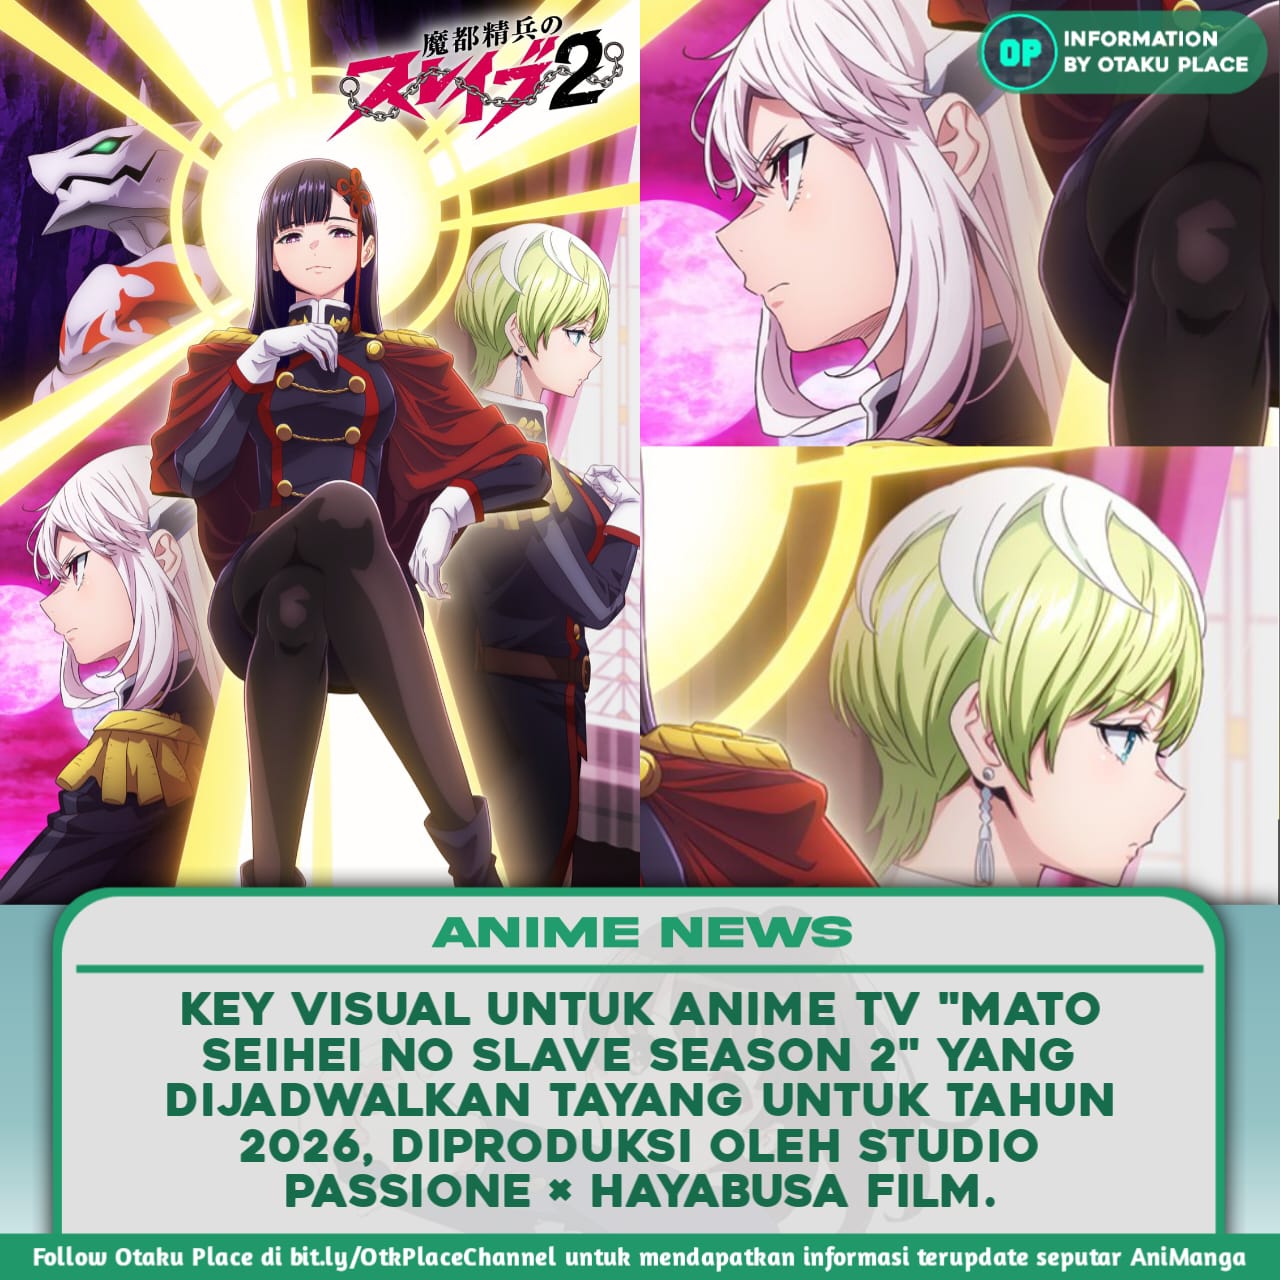 魔都精兵の
スレイブ2
OP
INFORMATION
BY OTAKU PLACE
ANIME NEWS
KEY VISUAL UNTUK ANIME TV "MATO
SEIHEI NO SLAVE SEASON 2" YANG
DIJADWALKAN TAYANG UNTUK TAHUN
2026, DIPRODUKSI OLEH STUDIO
PASSIONE × HAYABUSA FILM.
Follow Otaku Place di bit.ly/OtkPlaceChannel untuk mendapatkan informasi terupdate seputar AniManga